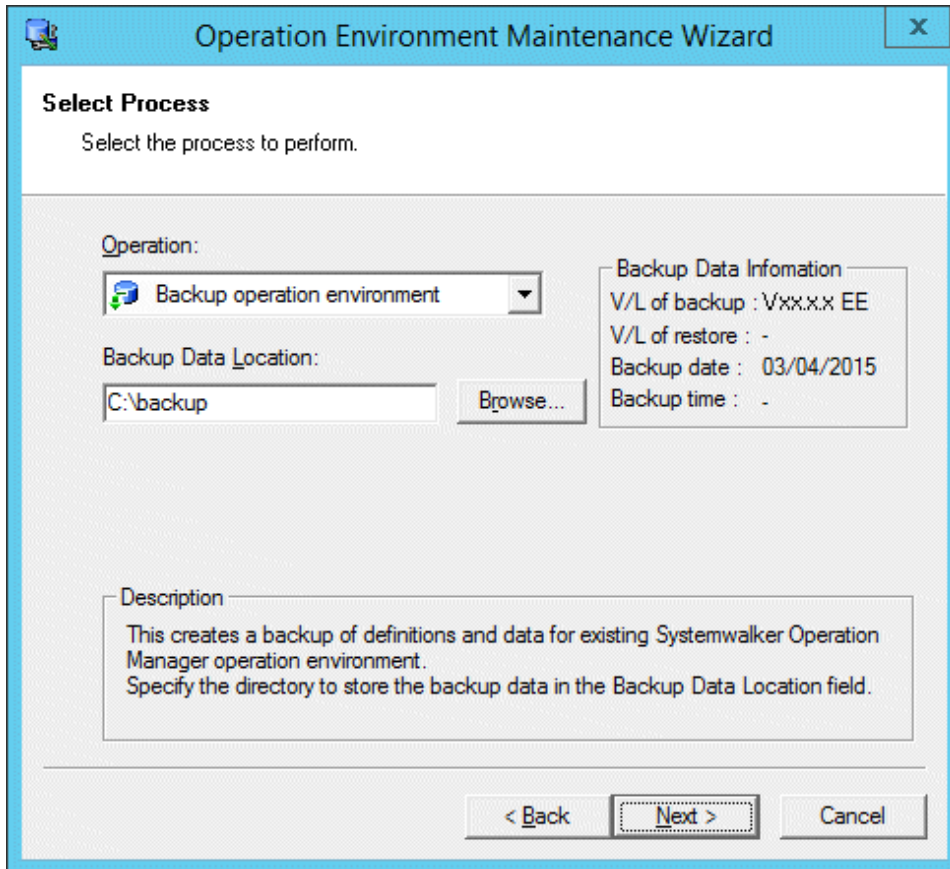 Operation Environment Maintenance Wizard
x
Select Process
Select the process to perform.
Operation:
Backup operation environment
Backup Data Location:
C:\backup
Browse...
Backup Data Infomation
V/L of backup : Vxx.x.x EE
V/L of restore : -
Backup date : 03/04/2015
Backup time : -
Description
This creates a backup of definitions and data for existing Systemwalker Operation
Manager operation environment.
Specify the directory to store the backup data in the Backup Data Location field.
< Back
Next >
Cancel